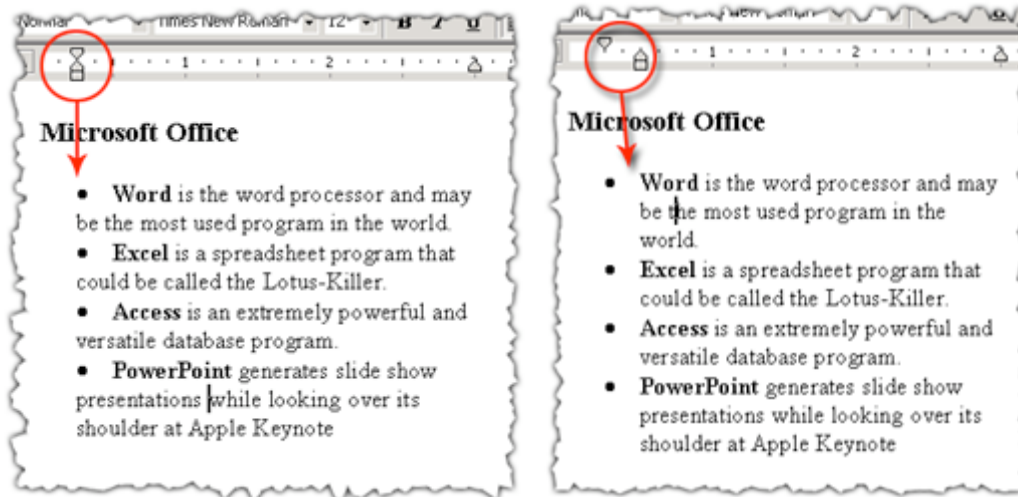 Normal Times New Roman 12 B I U
1 2
Microsoft Office
• Word is the word processor and may
be the most used program in the world.
• Excel is a spreadsheet program that
could be called the Lotus-Killer.
• Access is an extremely powerful and
versatile database program.
• PowerPoint generates slide show
presentations while looking over its
shoulder at Apple Keynote
1 2
Microsoft Office
• Word is the word processor and may
be the most used program in the
world.
• Excel is a spreadsheet program that
could be called the Lotus-Killer.
• Access is an extremely powerful and
versatile database program.
• PowerPoint generates slide show
presentations while looking over its
shoulder at Apple Keynote